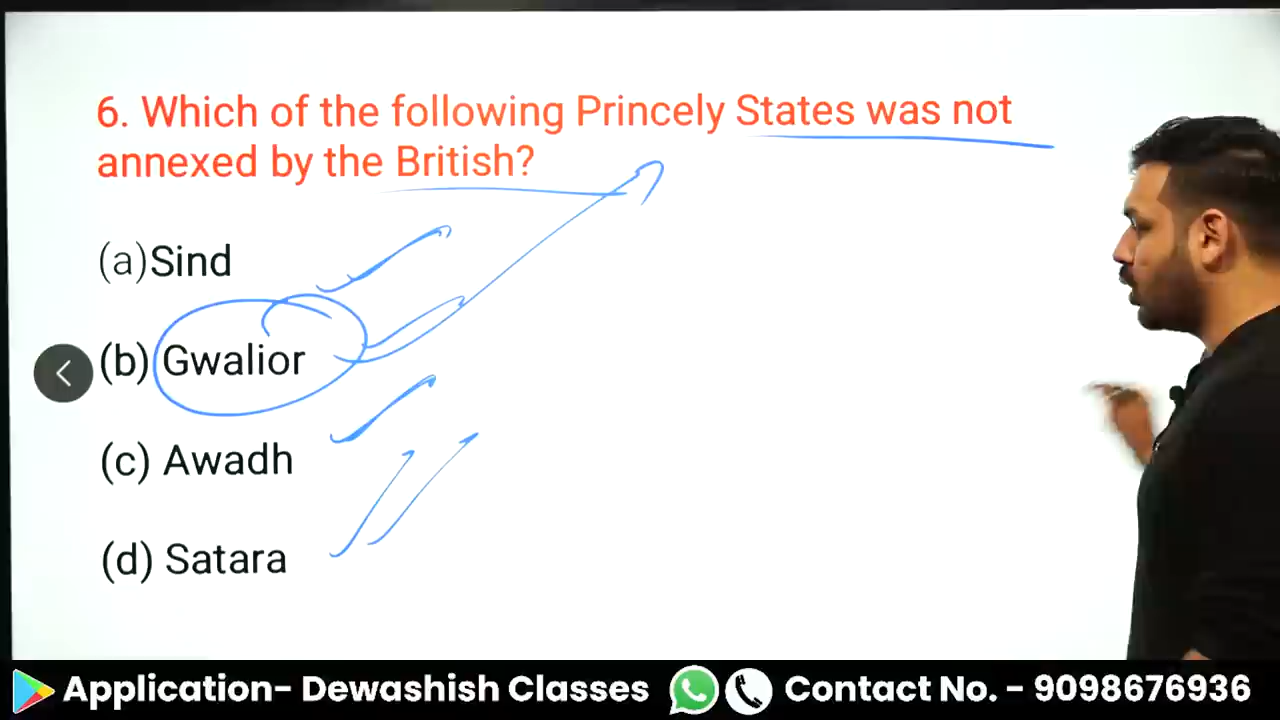 6. Which of the following Princely States was not
annexed by the British?
(a)Sind
(b) Gwalior
(c) Awadh
(d) Satara
Application- Dewashish Classes Contact No. - 9098676936